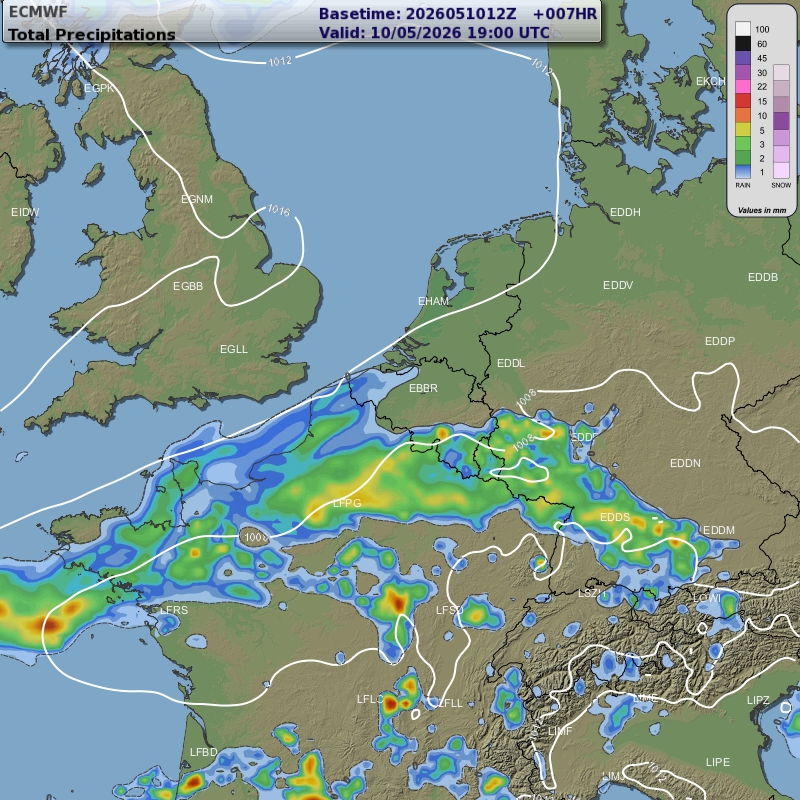 ECMWF
Total Precipitations
Basetime: 2026051012Z +007HR
Valid: 10/05/2026 19:00 UTC
100
60
45
30
22
15
10
5
3
2
1
RAIN SNOW
Values in mm
1012
1012
EGPK
EKCH
EGNM
EIDW
1016
EDDH
EGBB
EDDV
EDDB
EHAM
EGLL
EDDP
EDDL
EBBR
1008
1008
EDDN
LFPG
EDDS
EDDM
1008
LSZH
LOWI
LFRS
LFLL
LIPZ
LIMF
LFBD
LIPE
1012